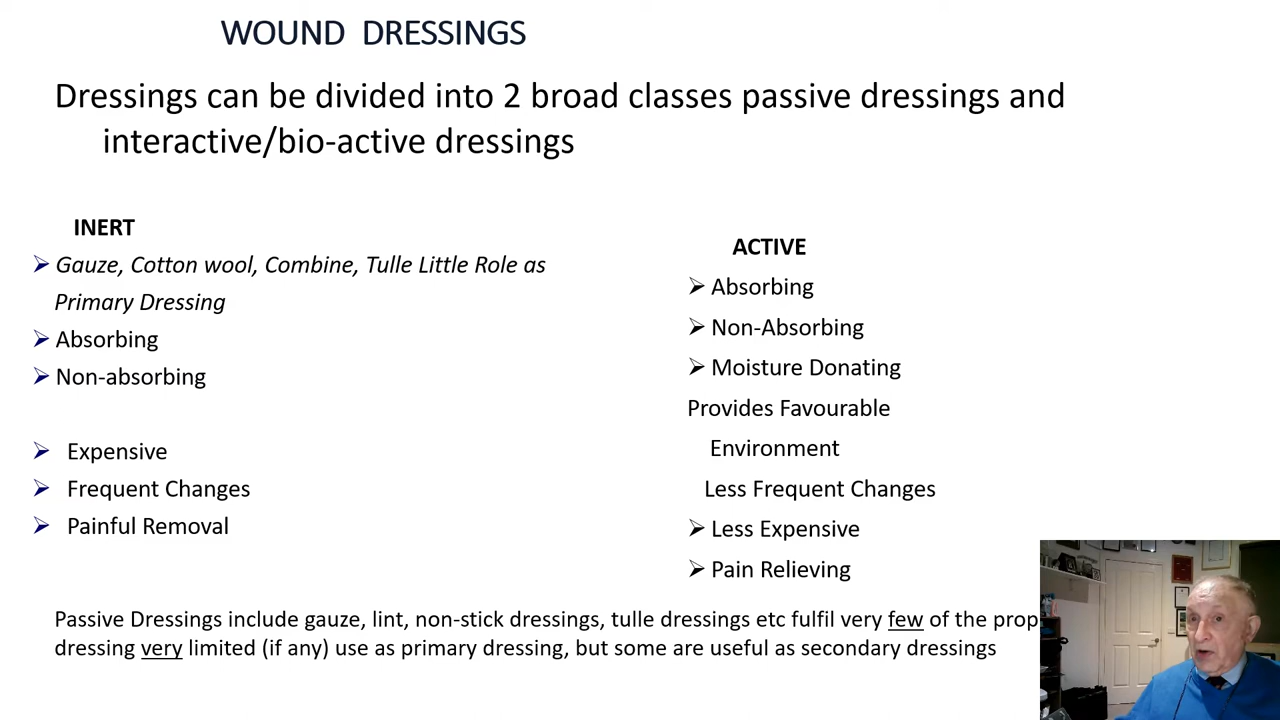 WOUND DRESSINGS
Dressings can be divided into 2 broad classes passive dressings and
interactive/bio-active dressings
INERT
Gauze, Cotton wool, Combine, Tulle Little Role as
Primary Dressing
Absorbing
Non-absorbing
Expensive
Frequent Changes
Painful Removal
ACTIVE
Absorbing
Non-Absorbing
Moisture Donating
Provides Favourable
Environment
Less Frequent Changes
Less Expensive
Pain Relieving
Passive Dressings include gauze, lint, non-stick dressings, tulle dressings etc fulfil very few of the
dressing very limited (if any) use as primary dressing, but some are useful as secondary dressings